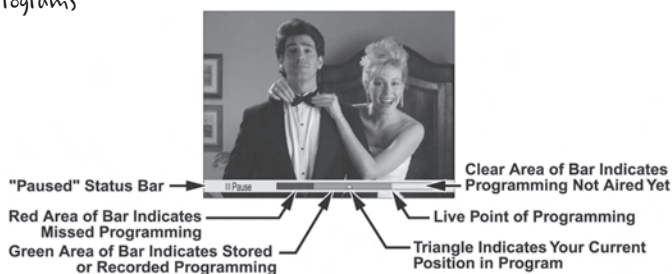 "Paused" Status Bar
II Pause
Red Area of Bar Indicates
Missed Programming
Green Area of Bar Indicates Stored
or Recorded Programming
Clear Area of Bar Indicates
Programming Not Aired Yet
Live Point of Programming
Triangle Indicates Your Current
Position in Program